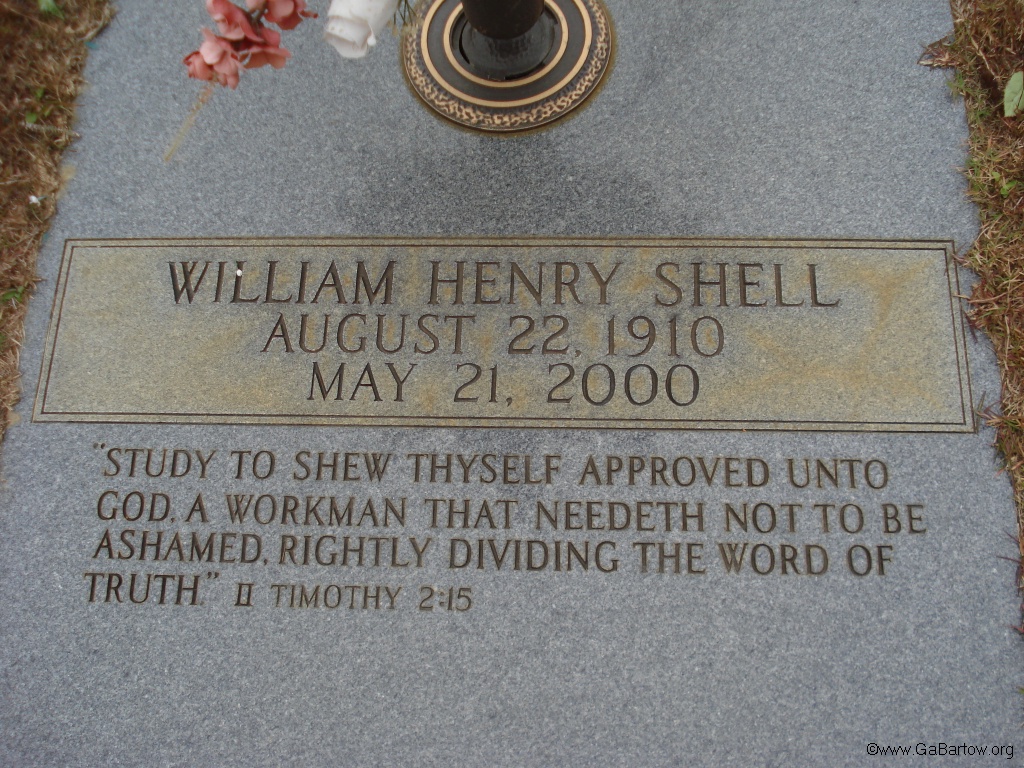 WILLIAM HENRY SHELL
AUGUST 22, 1910
MAY 21, 2000
"STUDY TO SHEW THYSELF APPROVED UNTO
GOD, A WORKMAN THAT NEEDETH NOT TO BE
ASHAMED, RIGHTLY DIVIDING THE WORD OF
TRUTH." II TIMOTHY 2:15
©www.GaBartow.org